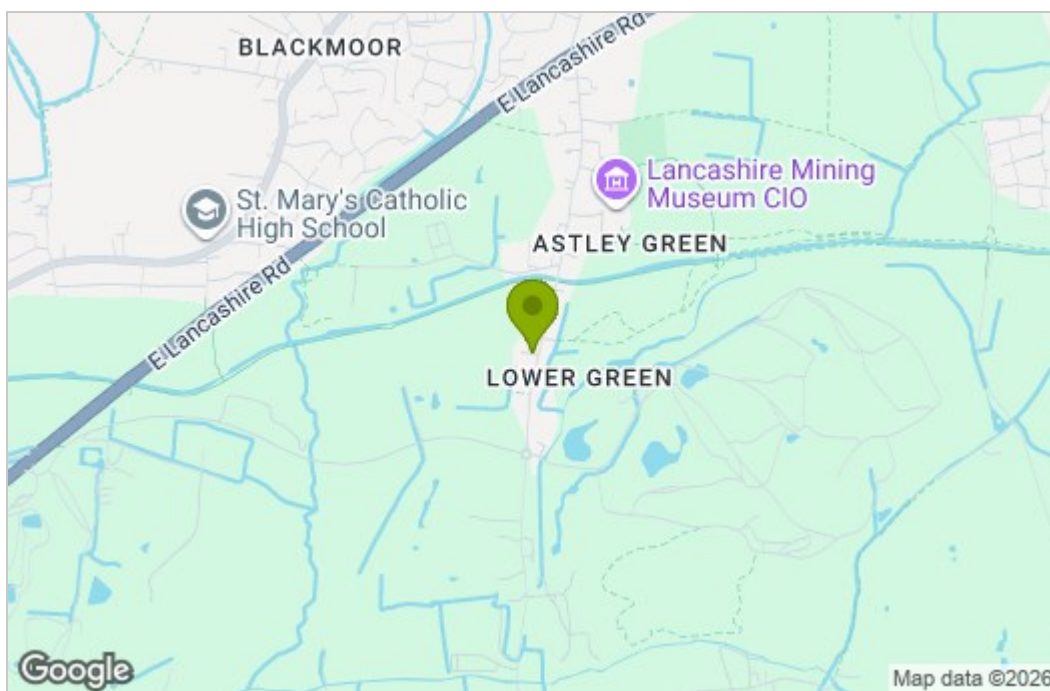 BLACKMOOR
E Lancashire Rd
Lancashire Mining
Museum CIO
St. Mary's Catholic
High School
ASTLEY GREEN
E Lancashire Rd
LOWER GREEN
Google
Map data ©2026